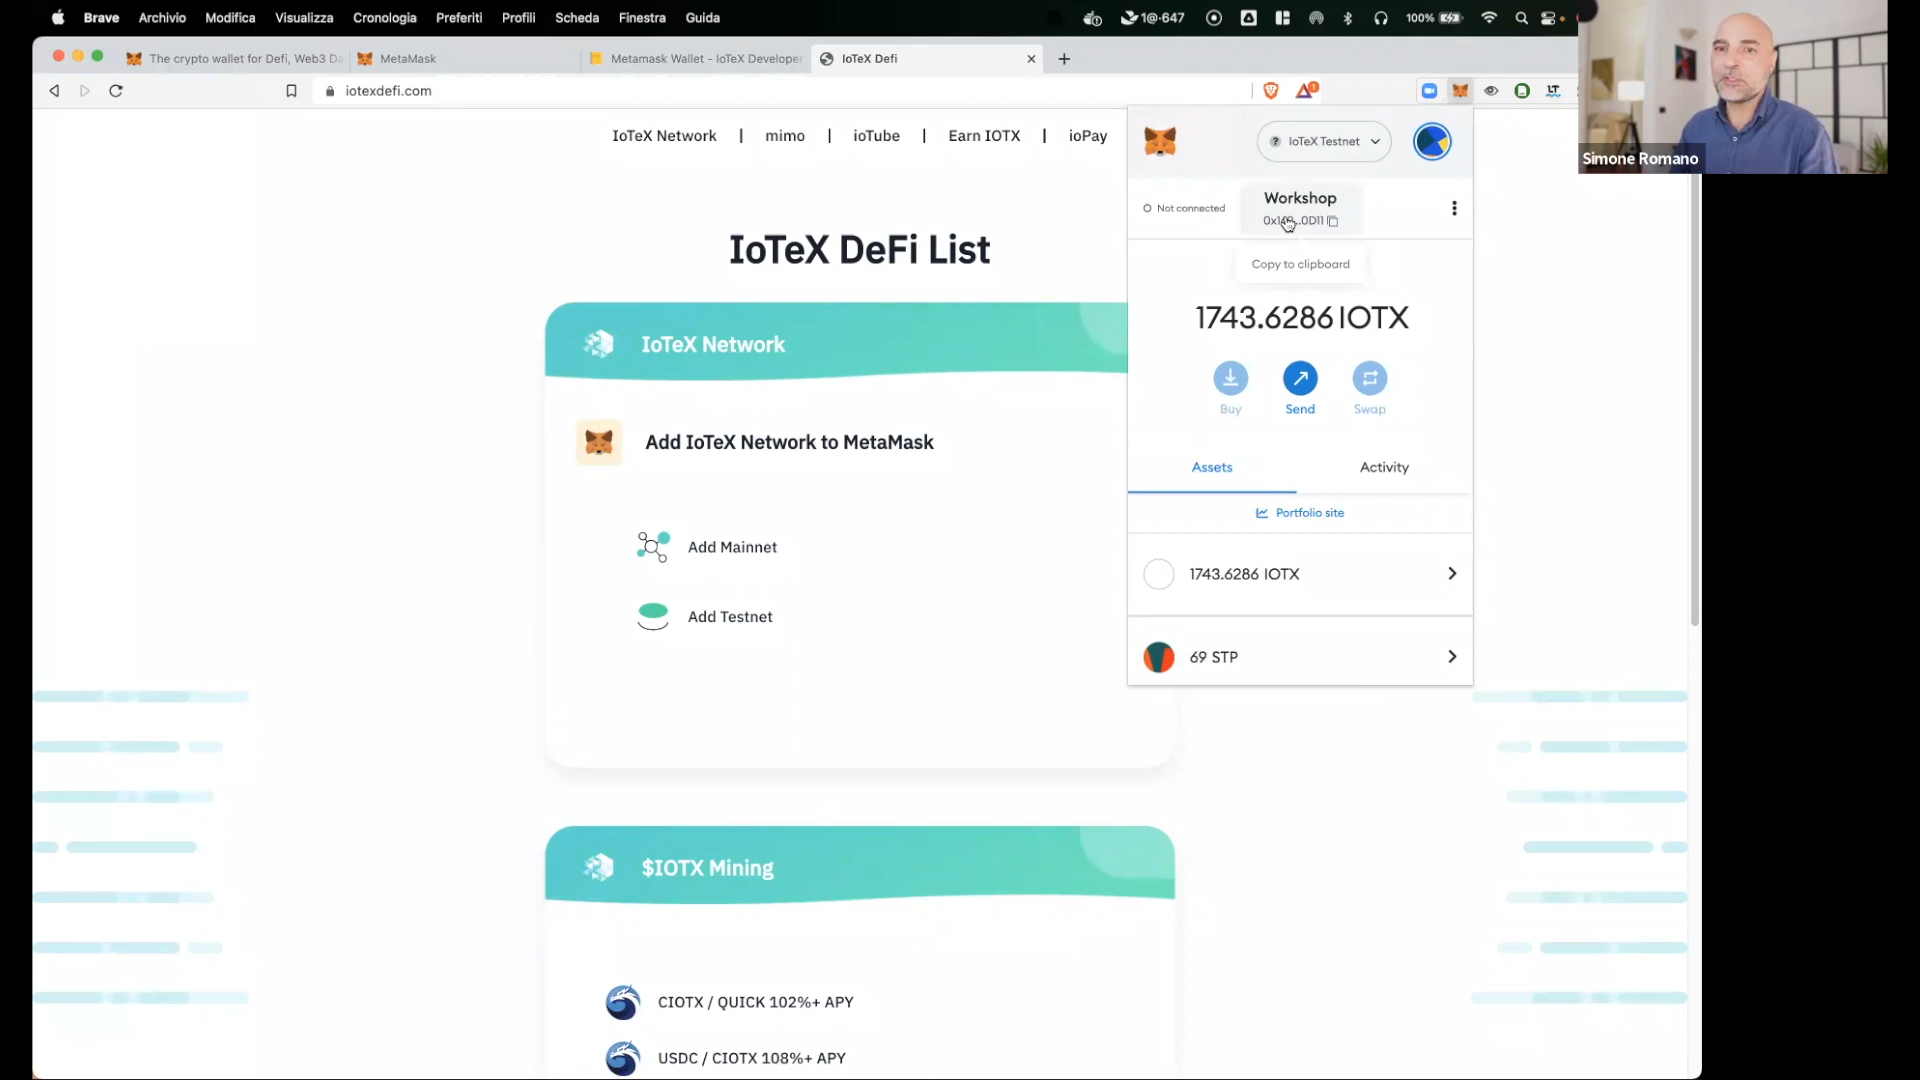 Brave Archivio Modifica Visualizza Cronologia Preferiti Profili Scheda Finestra Guida
1@·647 100%
The crypto wallet for Defi, Web3 Da
MetaMask
Metamask Wallet - IoTeX Developer
IoTeX Defi
iotexdefi.com
1
LT
IoTeX Network | mimo | ioTube | Earn IOTX | ioPay
IoTeX DeFi List
IoTeX Network
Add IoTeX Network to MetaMask
Add Mainnet
Add Testnet
$IOTX Mining
CIOTX / QUICK 102%+ APY
USDC / CIOTX 108%+ APY
? IoTeX Testnet
Not connected
Workshop
Copy to clipboard
1743.6286 IOTX
Buy Send Swap
Assets Activity
Portfolio site
1743.6286 IOTX
69 STP
Simone Romano